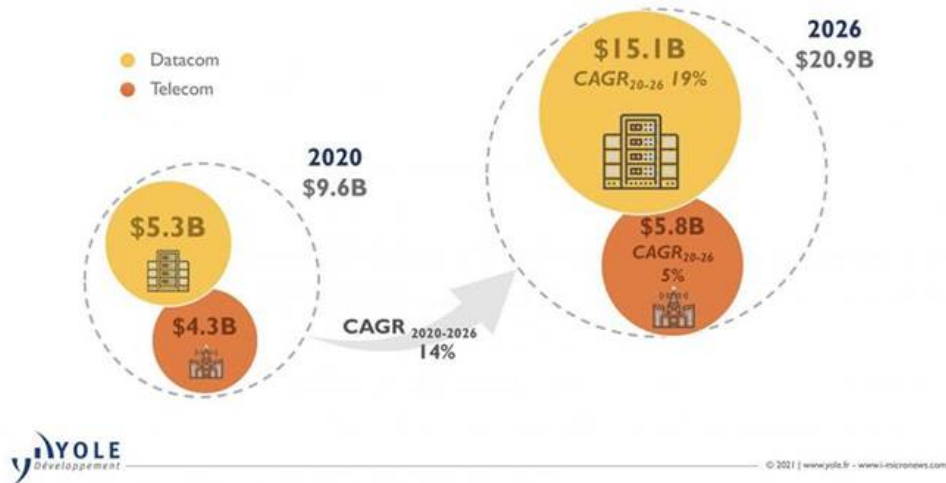 Datacom
Telecom
2020
$9.6B
$5.3B
$4.3B
CAGR 2020-2026
14%
2026
$20.9B
$15.1B
CAGR20-26 19%
$5.8B
CAGR20-26
5%
YOLE
Développement
© 2021 | www.yole.fr - www.i-micronews.com